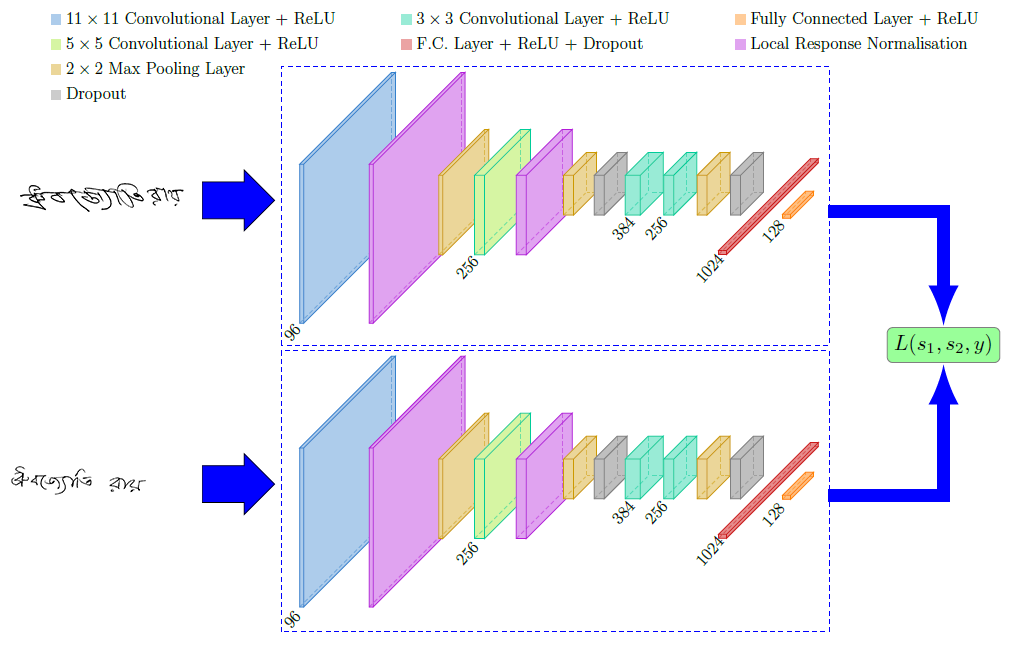 11 × 11 Convolutional Layer + ReLU
3 × 3 Convolutional Layer + ReLU
Fully Connected Layer + ReLU
5 × 5 Convolutional Layer + ReLU
F.C. Layer + ReLU + Dropout
Local Response Normalisation
2 × 2 Max Pooling Layer
Dropout
96
256
384
256
1024
128
L(s₁, s₂, y)
96
256
384
256
1024
128